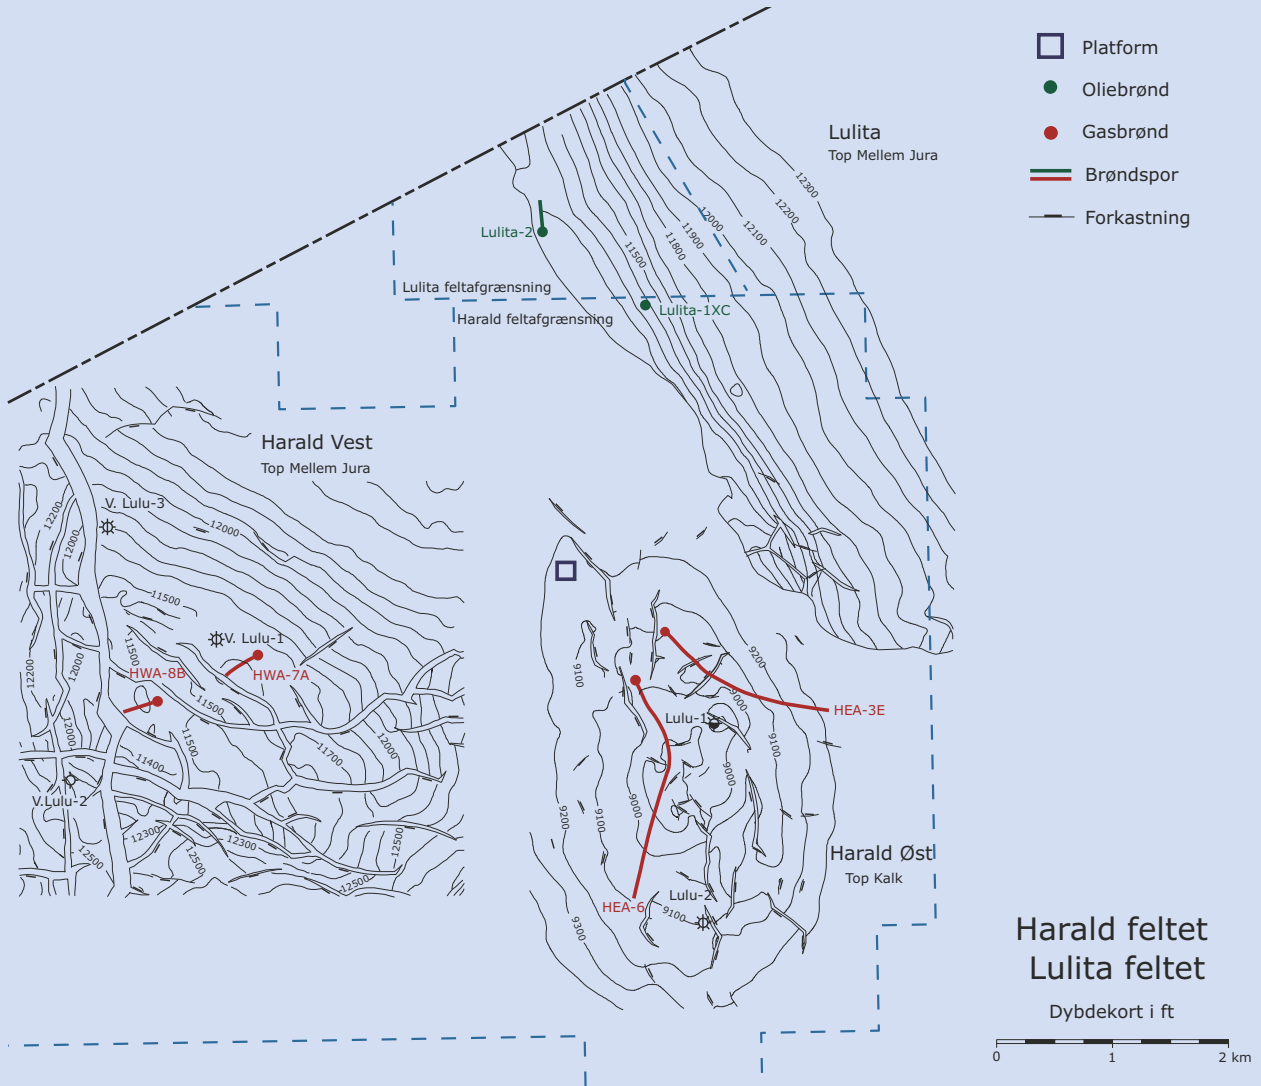 Platform
Oliebrønd
Gasbrønd
Brøndspor
Forkastning
Lulita
Top Mellem Jura
12300
12200
12100
12000
11900
11800
11500
Lulita-2
Lulita feltafgrænsning
Harald feltafgrænsning
Lulita-1XC
Harald Vest
Top Mellem Jura
V. Lulu-3
12200
12000
12000
11500
V. Lulu-1
11500
HWA-8B
HWA-7A
12200
12000
11500
12000
11500
11400
11700
12000
V.Lulu-2
12300
12300
12500
12500
12500
12500
9100
9200
9000
HEA-3E
Lulu-1
9100
9000
9000
9200
9100
Harald Øst
Top Kalk
Lulu-2
HEA-6
9100
9300
Harald feltet
Lulita feltet
Dybdekort i ft
0 1 2 km